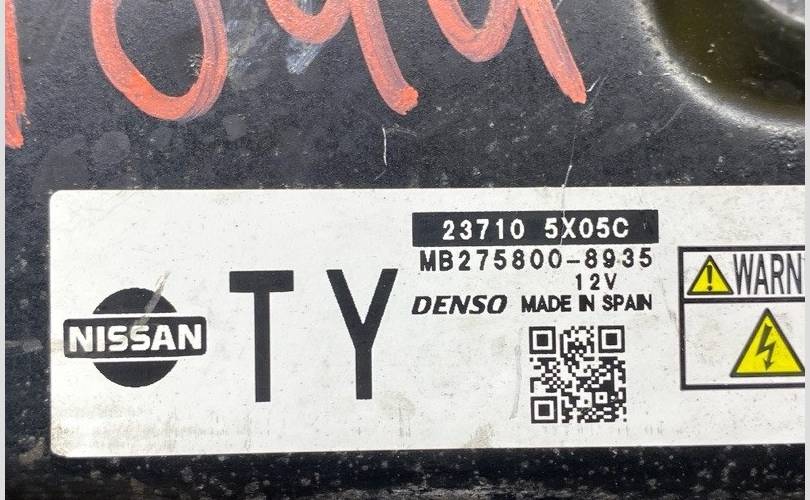 NISSAN
TY
23710 5X05C
MB275800-8935
12V
DENSO MADE IN SPAIN
WARN